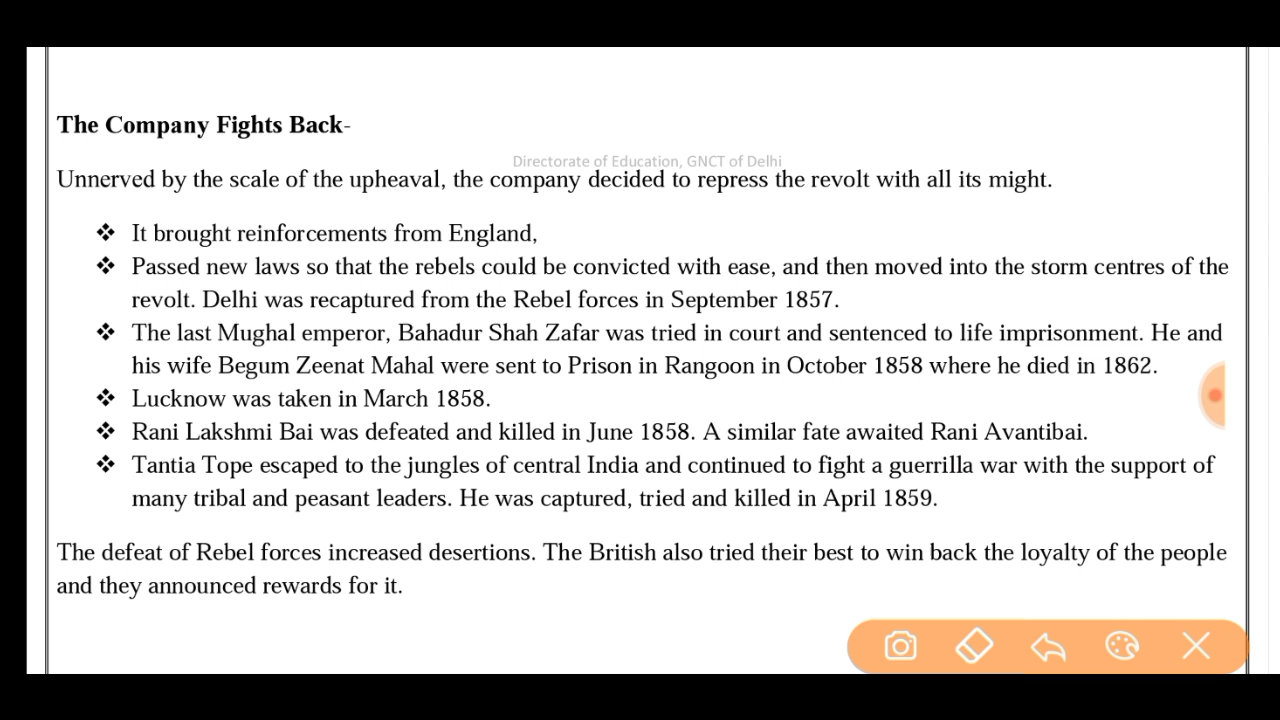 The Company Fights Back-
Directorate of Education, GNCT of Delhi
Unnerved by the scale of the upheaval, the company decided to repress the revolt with all its might.
❖ It brought reinforcements from England,
❖ Passed new laws so that the rebels could be convicted with ease, and then moved into the storm centres of the
revolt. Delhi was recaptured from the Rebel forces in September 1857.
❖ The last Mughal emperor, Bahadur Shah Zafar was tried in court and sentenced to life imprisonment. He and
his wife Begum Zeenat Mahal were sent to Prison in Rangoon in October 1858 where he died in 1862.
❖ Lucknow was taken in March 1858.
❖ Rani Lakshmi Bai was defeated and killed in June 1858. A similar fate awaited Rani Avantibai.
❖ Tantia Tope escaped to the jungles of central India and continued to fight a guerrilla war with the support of
many tribal and peasant leaders. He was captured, tried and killed in April 1859.
The defeat of Rebel forces increased desertions. The British also tried their best to win back the loyalty of the people
and they announced rewards for it.